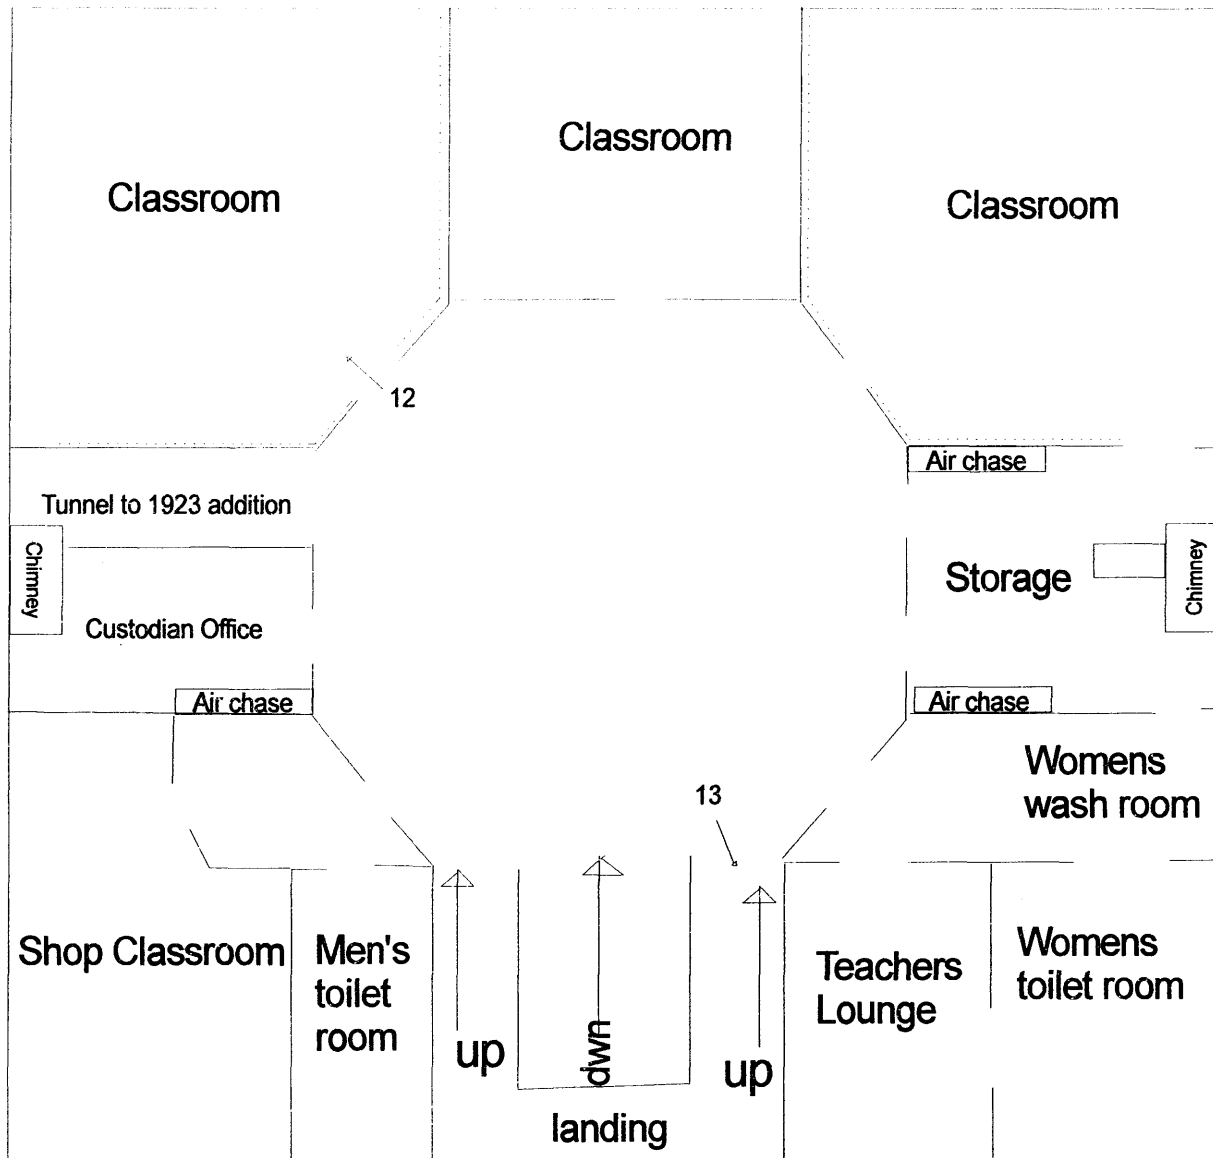 Classroom
Classroom
Classroom
12
Air chase
Tunnel to 1923 addition
Chimney
Storage
Chimney
Custodian Office
Air chase
Air chase
Womens
wash room
13
Shop Classroom
Men's
toilet
room
up
dwn
up
Teachers
Lounge
Womens
toilet room
landing